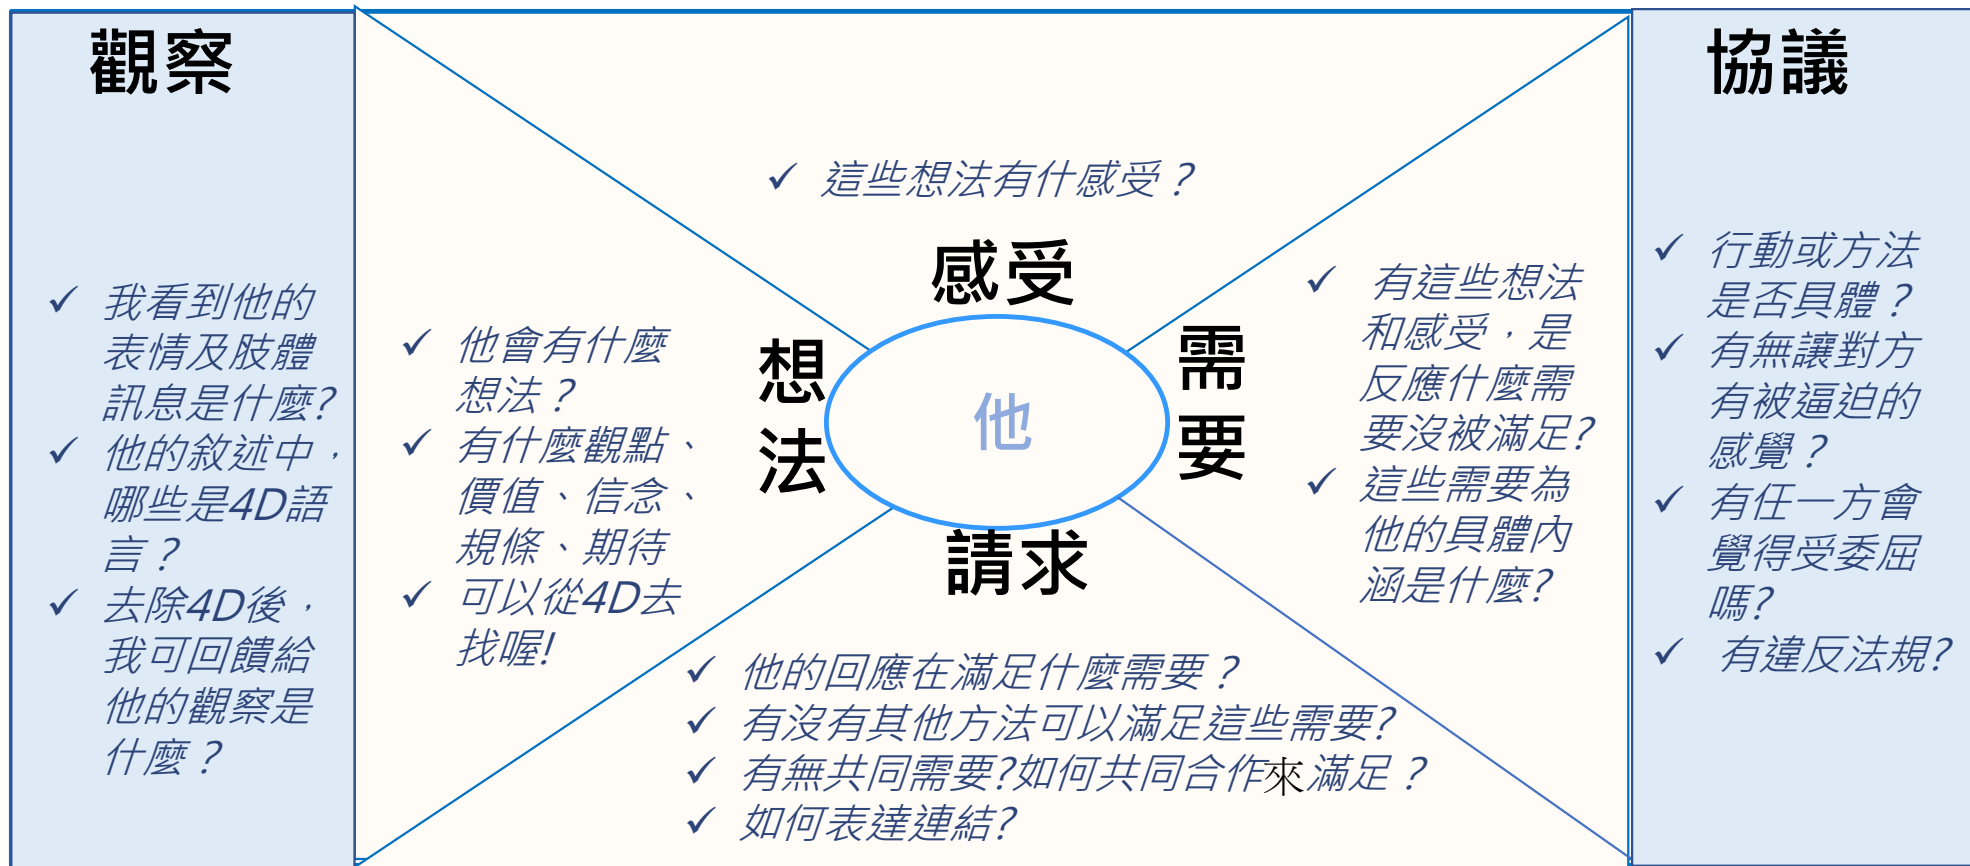 觀察
✓ 我看到他的
表情及肢體
訊息是什麼?
✓ 他的敘述中，
哪些是4D語
言？
✓ 去除4D後，
我可回饋給
他的觀察是
什麼？
✓ 這些想法有什感受？
感受
想
法
✓ 他會有什麼
想法？
✓ 有什麼觀點、
價值、信念、
規條、期待
✓ 可以從4D去
找喔!
他
需
要
✓ 有這些想法
和感受，是
反應什麼需
要沒被滿足?
✓ 這些需要為
他的具體內
涵是什麼?
請求
✓ 他的回應在滿足什麼需要？
✓ 有沒有其他方法可以滿足這些需要?
✓ 有無共同需要?如何共同合作來滿足？
✓ 如何表達連結?
協議
✓ 行動或方法
是否具體？
✓ 有無讓對方
有被逼迫的
感覺？
✓ 有任一方會
覺得受委屈
嗎?
✓ 有違反法規?